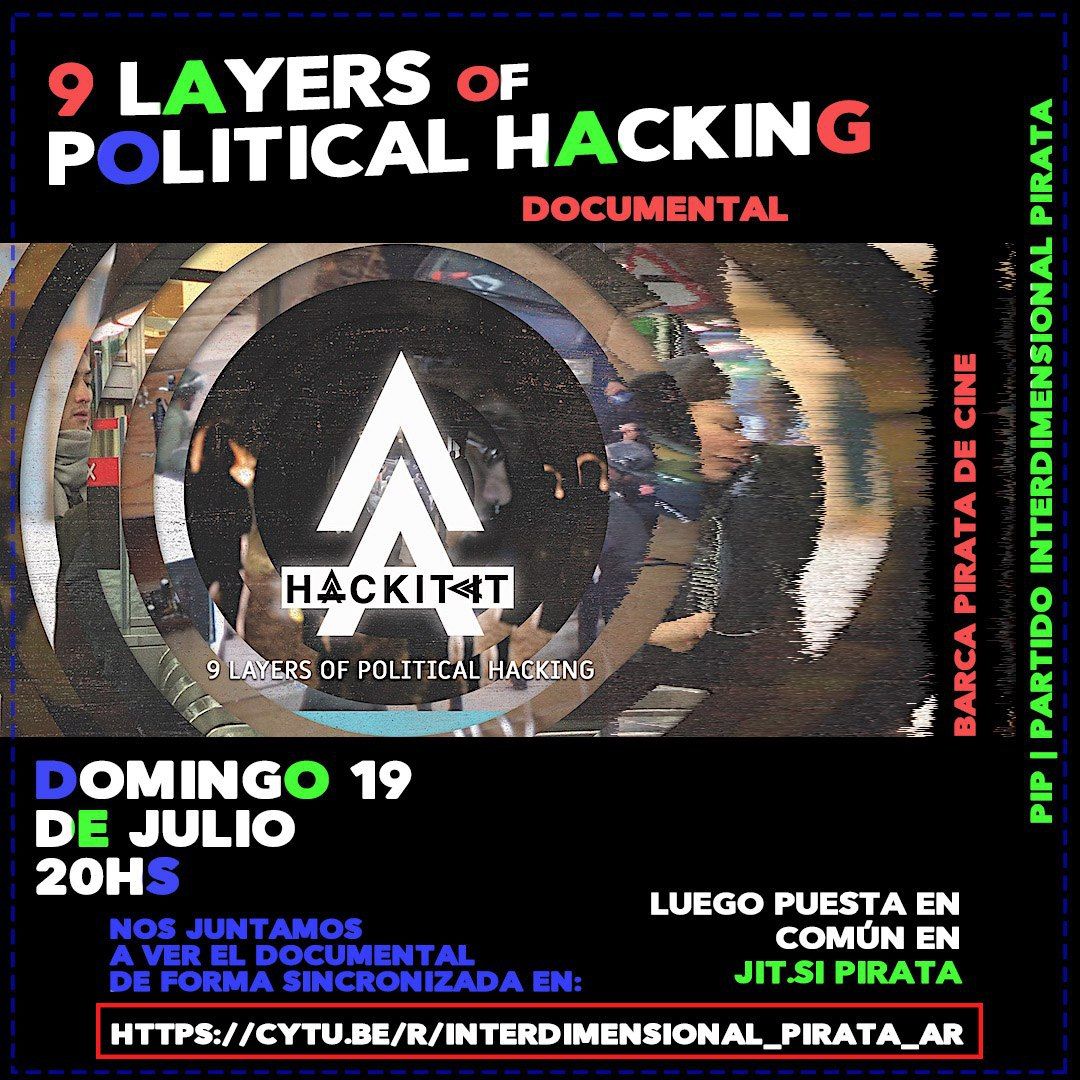 9 LAYERS OF
POLITICAL HACKING
DOCUMENTAL
HACKIT4T
9 LAYERS OF POLITICAL HACKING
X
BARCA PIRATA DE CINE
PIP | PARTIDO INTERDIMENSIONAL PIRATA
DOMINGO 19
DE JULIO
20HS
NOS JUNTAMOS
A VER EL DOCUMENTAL
DE FORMA SINCRONIZADA EN:
LUEGO PUESTA EN
COMÚN EN
JIT.SI PIRATA
HTTPS://CYTU.BE/R/INTERDIMENSIONAL_PIRATA_AR